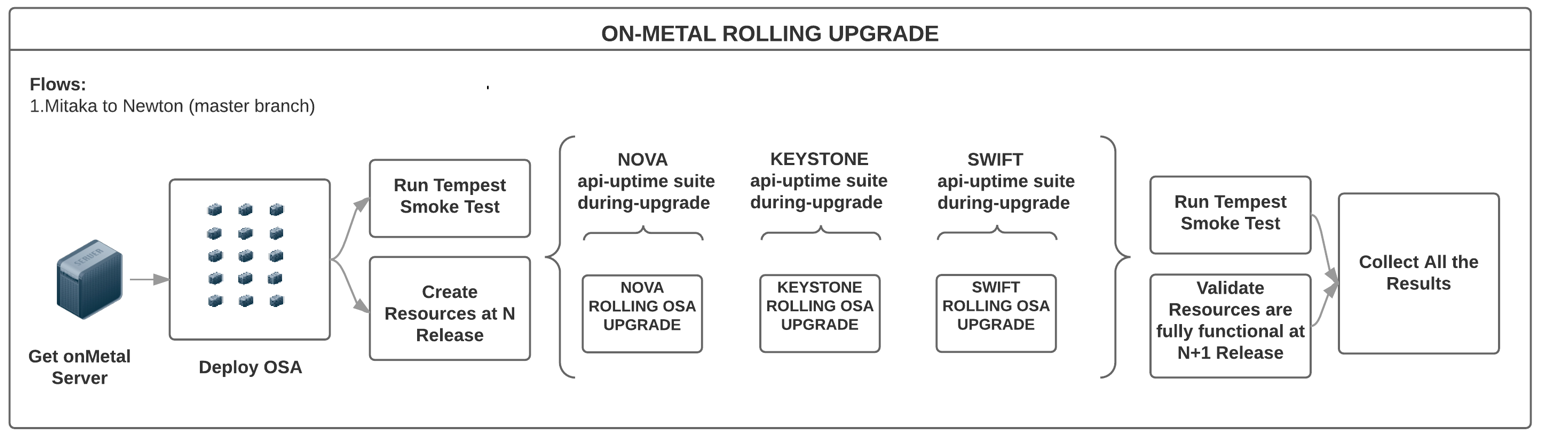 ON-METAL ROLLING UPGRADE
Flows:
1.Mitaka to Newton (master branch)
SERVER
Get onMetal
Server
Deploy OSA
Run Tempest
Smoke Test
Create
Resources at N
Release
NOVA
api-uptime suite
during-upgrade
NOVA
ROLLING OSA
UPGRADE
KEYSTONE
api-uptime suite
during-upgrade
KEYSTONE
ROLLING OSA
UPGRADE
SWIFT
api-uptime suite
during-upgrade
SWIFT
ROLLING OSA
UPGRADE
Run Tempest
Smoke Test
Validate
Resources are
fully functional at
N+1 Release
Collect All the
Results